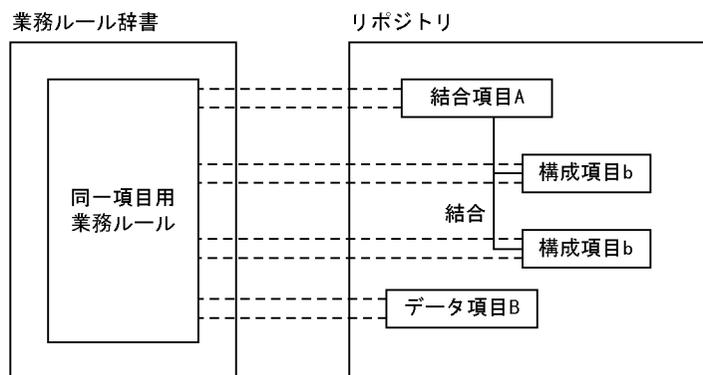 業務ルール辞書
リポジトリ
結合項目A
構成項目b
同一項目用
業務ルール
結合
構成項目b
データ項目B